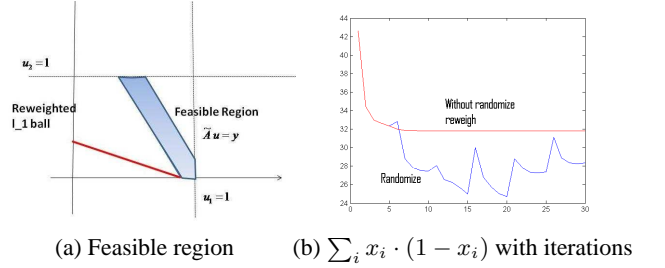 u₂ = 1
Reweighted
l_1 ball
Feasible Region
Ã u = y
u₁ = 1
44
42
40
38
36
34
32
30
28
26
24
0
5
10
15
20
25
30
Without randomize
reweigh
Randomize
(a) Feasible region
(b) ∑ᵢ xᵢ · (1 − xᵢ) with iterations